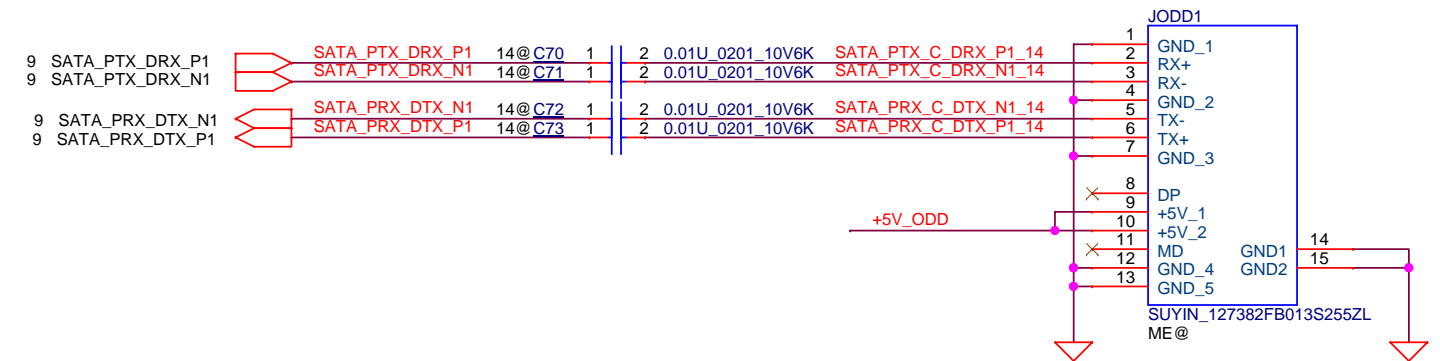 JODD1
9 SATA_PTX_DRX_P1 SATA_PTX_DRX_P1 14@ C70 1 2 0.01U_0201_10V6K SATA_PTX_C_DRX_P1_14
9 SATA_PTX_DRX_N1 SATA_PTX_DRX_N1 14@ C71 1 2 0.01U_0201_10V6K SATA_PTX_C_DRX_N1_14
9 SATA_PRX_DTX_N1 SATA_PRX_DTX_N1 14@ C72 1 2 0.01U_0201_10V6K SATA_PRX_C_DTX_N1_14
9 SATA_PRX_DTX_P1 SATA_PRX_DTX_P1 14@ C73 1 2 0.01U_0201_10V6K SATA_PRX_C_DTX_P1_14
1 GND_1
2 RX+
3 RX-
4 GND_2
5 TX-
6 TX+
7 GND_3
8 DP
9 +5V_1
+5V_ODD 10 +5V_2
11 MD GND1 14
12 GND_4 GND2 15
13 GND_5
SUYIN_127382FB013S255ZL
ME@